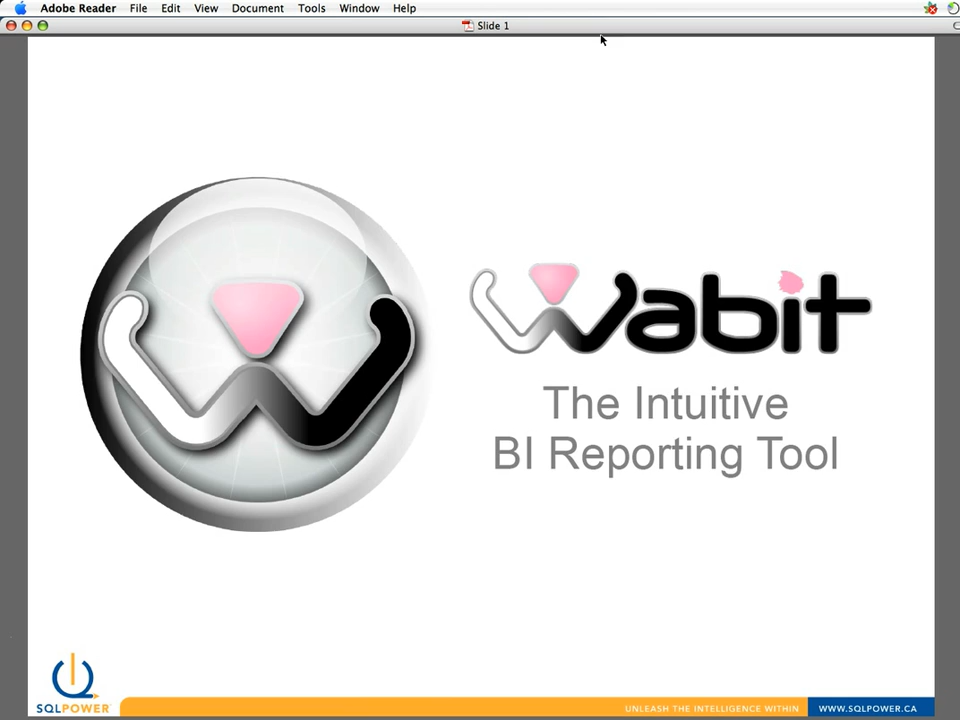 Adobe Reader File Edit View Document Tools Window Help
Slide 1
Wabit
The Intuitive
BI Reporting Tool
SQLPOWER
UNLEASH THE INTELLIGENCE WITHIN WWW.SQLPOWER.CA